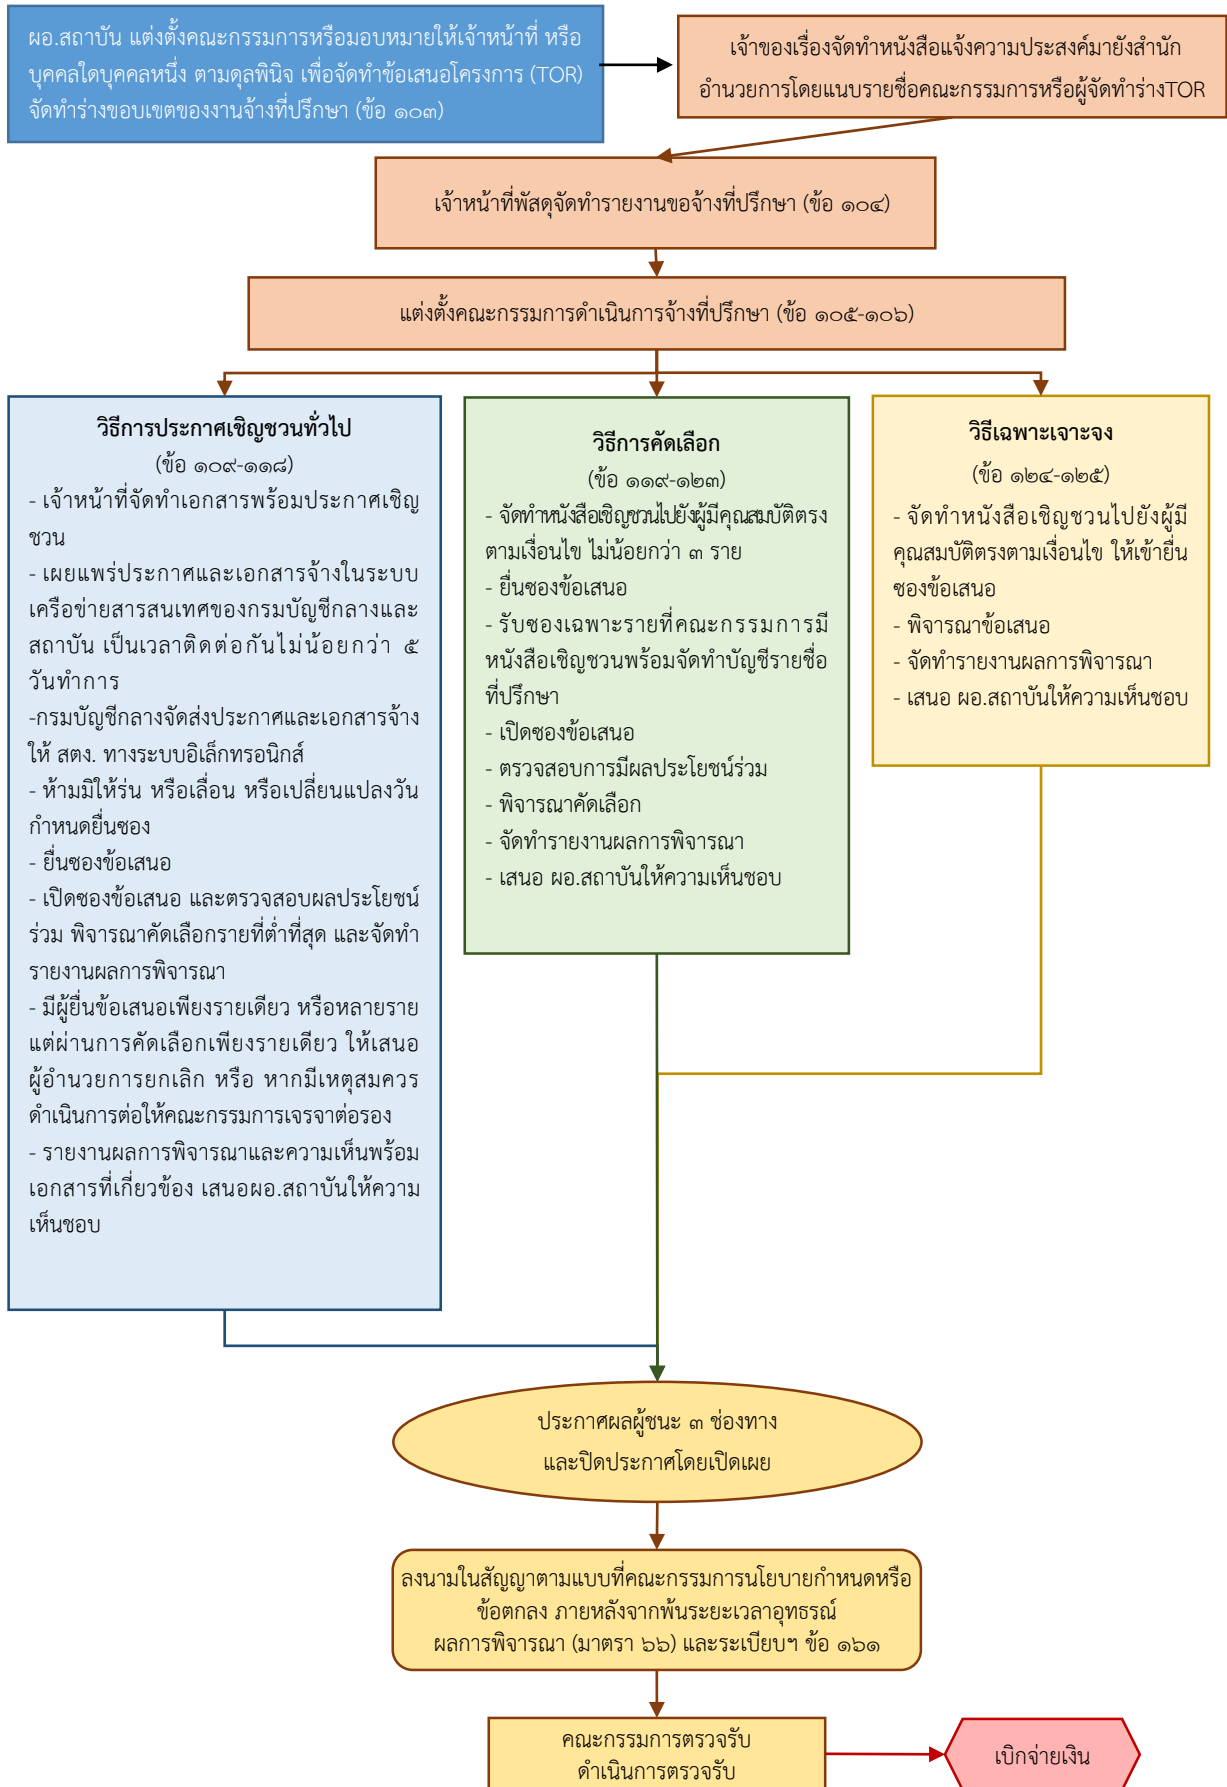 ผอ.สถาบัน แต่งตั้งคณะกรรมการหรือมอบหมายให้เจ้าหน้าที่ หรือ
บุคคลใดบุคคลหนึ่ง ตามดุลพินิจ เพื่อจัดทำข้อเสนอโครงการ (TOR)
จัดทำร่างขอบเขตของงานจ้างที่ปรึกษา (ข้อ ๑๐๓)
เจ้าของเรื่องจัดทำหนังสือแจ้งความประสงค์มายังสำนัก
อำนวยการโดยแนบรายชื่อคณะกรรมการหรือผู้จัดทำร่างTOR
เจ้าหน้าที่พัสดุจัดทำรายงานขอจ้างที่ปรึกษา (ข้อ ๑๐๔)
แต่งตั้งคณะกรรมการดำเนินการจ้างที่ปรึกษา (ข้อ ๑๐๕-๑๐๖)
วิธีการประกาศเชิญชวนทั่วไป
(ข้อ ๑๐๙-๑๑๘)
- เจ้าหน้าที่จัดทำเอกสารพร้อมประกาศเชิญ
ชวน
- เผยแพร่ประกาศและเอกสารจ้างในระบบ
เครือข่ายสารสนเทศของกรมบัญชีกลางและ
สถาบัน เป็นเวลาติดต่อกันไม่น้อยกว่า ๕
วันทำการ
-กรมบัญชีกลางจัดส่งประกาศและเอกสารจ้าง
ให้ สตง. ทางระบบอิเล็กทรอนิกส์
- ห้ามมิให้ร่น หรือเลื่อน หรือเปลี่ยนแปลงวัน
กำหนดยื่นซอง
- ยื่นซองข้อเสนอ
- เปิดซองข้อเสนอ และตรวจสอบผลประโยชน์
ร่วม พิจารณาคัดเลือกรายที่ต่ำที่สุด และจัดทำ
รายงานผลการพิจารณา
- มีผู้ยื่นข้อเสนอเพียงรายเดียว หรือหลายราย
แต่ผ่านการคัดเลือกเพียงรายเดียว ให้เสนอ
ผู้อำนวยการยกเลิก หรือ หากมีเหตุสมควร
ดำเนินการต่อให้คณะกรรมการเจรจาต่อรอง
- รายงานผลการพิจารณาและความเห็นพร้อม
เอกสารที่เกี่ยวข้อง เสนอผอ.สถาบันให้ความ
เห็นชอบ
วิธีการคัดเลือก
(ข้อ ๑๑๙-๑๒๓)
- จัดทำหนังสือเชิญชวนไปยังผู้มีคุณสมบัติตรง
ตามเงื่อนไข ไม่น้อยกว่า ๓ ราย
- ยื่นซองข้อเสนอ
- รับซองเฉพาะรายที่คณะกรรมการมี
หนังสือเชิญชวนพร้อมจัดทำบัญชีรายชื่อ
ที่ปรึกษา
- เปิดซองข้อเสนอ
- ตรวจสอบการมีผลประโยชน์ร่วม
- พิจารณาคัดเลือก
- จัดทำรายงานผลการพิจารณา
- เสนอ ผอ.สถาบันให้ความเห็นชอบ
วิธีเฉพาะเจาะจง
(ข้อ ๑๒๔-๑๒๕)
- จัดทำหนังสือเชิญชวนไปยังผู้มี
คุณสมบัติตรงตามเงื่อนไข ให้เข้ายื่น
ซองข้อเสนอ
- พิจารณาข้อเสนอ
- จัดทำรายงานผลการพิจารณา
- เสนอ ผอ.สถาบันให้ความเห็นชอบ
ประกาศผลผู้ชนะ ๓ ช่องทาง
และปิดประกาศโดยเปิดเผย
ลงนามในสัญญาตามแบบที่คณะกรรมการนโยบายกำหนดหรือ
ข้อตกลง ภายหลังจากพ้นระยะเวลาอุทธรณ์
ผลการพิจารณา (มาตรา ๖๖) และระเบียบฯ ข้อ ๑๖๑
คณะกรรมการตรวจรับ
ดำเนินการตรวจรับ
เบิกจ่ายเงิน